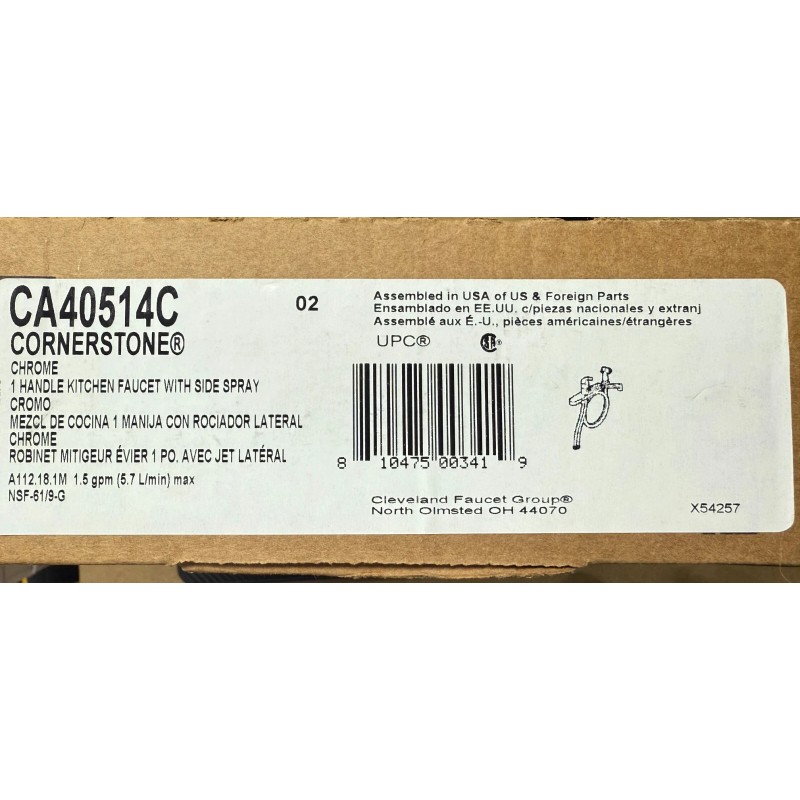 CA40514C
CORNERSTONE®
CHROME
1 HANDLE KITCHEN FAUCET WITH SIDE SPRAY
CROMO
MEZCL DE COCINA 1 MANIJA CON ROCIADOR LATERAL
CHROME
ROBINET MITIGEUR ÉVIER 1 PO. AVEC JET LATÉRAL
A112.18.1M 1.5 gpm (5.7 L/min) max
NSF-61/9-G
02
Assembled in USA of US & Foreign Parts
Ensamblado en EE.UU. c/piezas nacionales y extranj
Assemblé aux É.-U., pièces américaines/étrangères
UPC®
8 10475 00341 9
Cleveland Faucet Group®
North Olmsted OH 44070
X54257